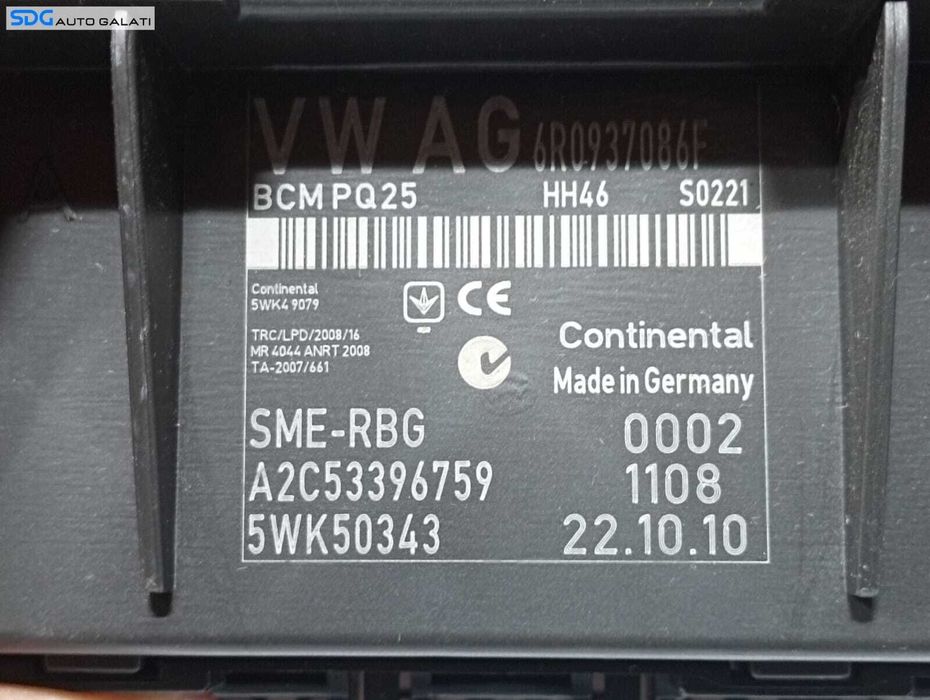 SDG AUTO GALATI
VW AG 6R0937086F
BCM PQ25 HH46 S0221
Continental
5WK4 9079
CE
TRC/LPD/2008/16
MR 4044 ANRT 2008
TA-2007/661
Continental
Made in Germany
SME-RBG 0002
A2C53396759 1108
5WK50343 22.10.10